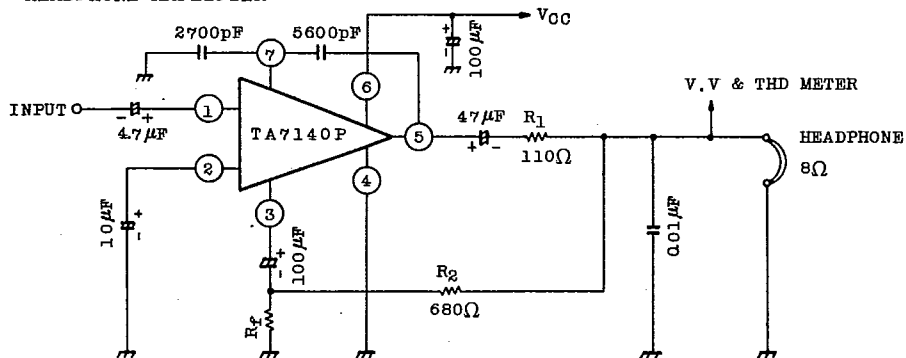 2700pF
5600pF
VCC
100μF
7
6
INPUT
1
4.7μF
TA7140P
5
47μF
R1
110Ω
V.V & THD METER
HEADPHONE
8Ω
2
4
10μF
3
100μF
0.01μF
R2
680Ω
Rf